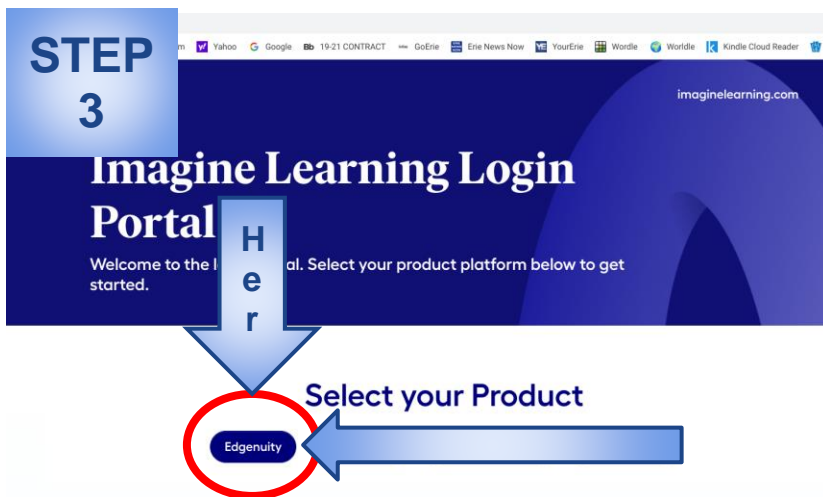 STEP
3
m Yahoo Google Bb 19-21 CONTRACT GoErie Erie News Now YE YourErie Wordle Worldle Kindle Cloud Reader
imaginelearning.com
Imagine Learning Login
Portal
Welcome to the l al. Select your product platform below to get
started.
H
e
r
Select your Product
Edgenuity